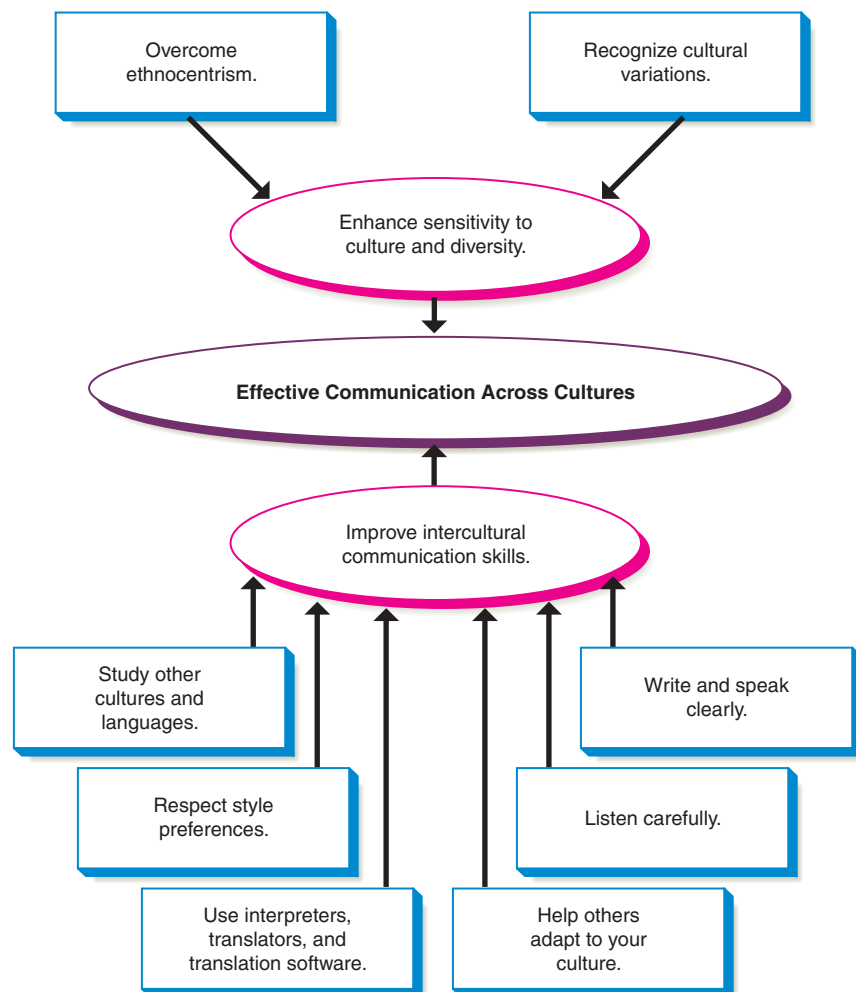 Overcome
ethnocentrism.
Recognize cultural
variations.
Enhance sensitivity to
culture and diversity.
Effective Communication Across Cultures
Improve intercultural
communication skills.
Study other
cultures and
languages.
Write and speak
clearly.
Respect style
preferences.
Listen carefully.
Use interpreters,
translators, and
translation software.
Help others
adapt to your
culture.